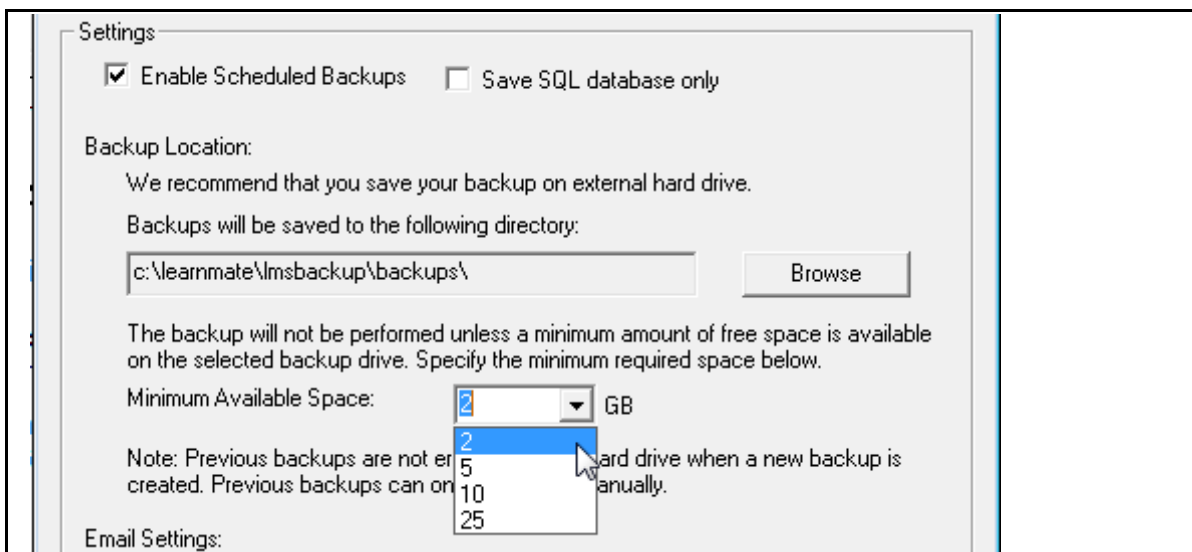 Settings
Enable Scheduled Backups Save SQL database only
Backup Location:
We recommend that you save your backup on external hard drive.
Backups will be saved to the following directory:
c:\learnmate\lmsbackup\backups\ Browse
The backup will not be performed unless a minimum amount of free space is available
on the selected backup drive. Specify the minimum required space below.
Minimum Available Space: 2 GB
2
5
10
25
Note: Previous backups are not ard drive when a new backup is
created. Previous backups can anually.
Email Settings: